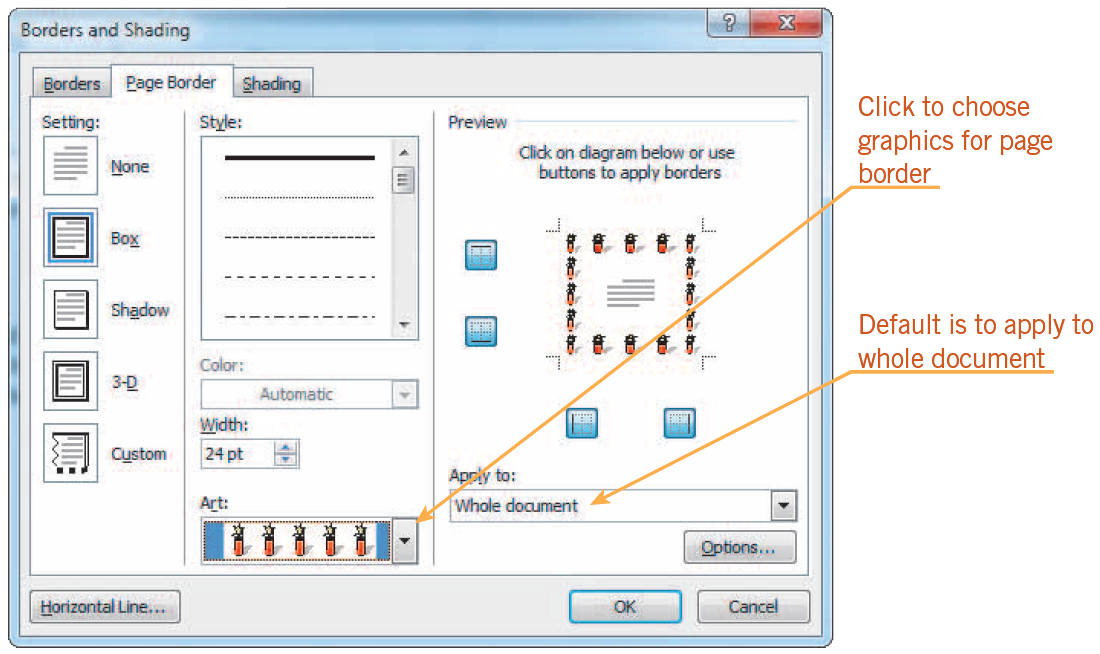 Borders and Shading
?
Borders
Page Border
Shading
Setting:
None
Box
Shadow
3-D
Custom
Style:
Color:
Automatic
Width:
24 pt
Art:
Preview
Click on diagram below or use
buttons to apply borders
Apply to:
Whole document
Options...
Horizontal Line...
OK
Cancel
Click to choose
graphics for page
border
Default is to apply to
whole document